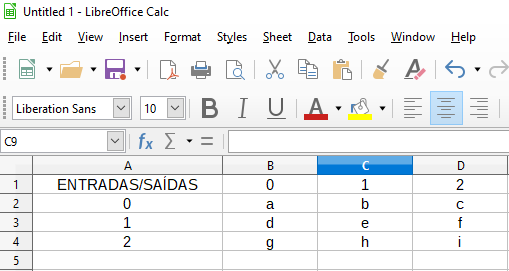 Untitled 1 - LibreOffice Calc
File Edit View Insert Format Styles Sheet Data Tools Window Help
Liberation Sans 10 B I U A
C9 fx Σ =
A B C D
1 ENTRADAS/SAÍDAS 0 1 2
2 0 a b c
3 1 d e f
4 2 g h i
5